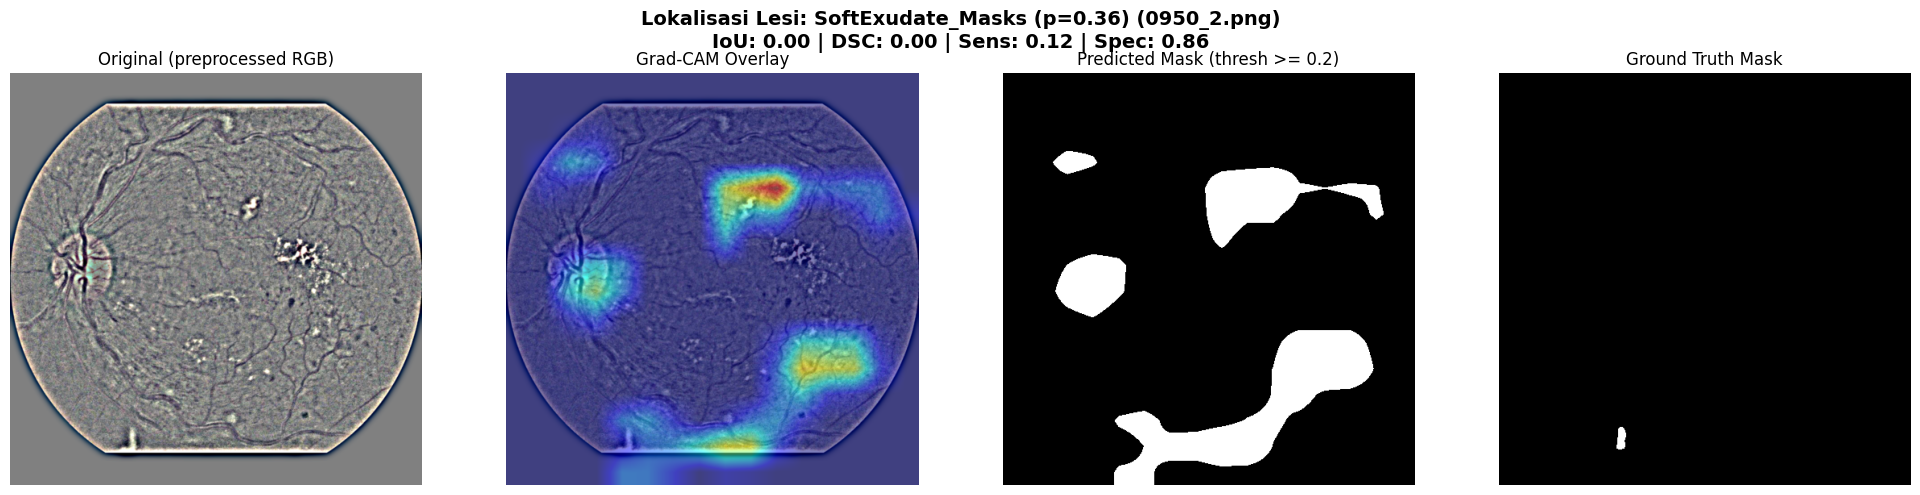 Lokalisasi Lesi: SoftExudate_Masks (p=0.36) (0950_2.png)
IoU: 0.00 | DSC: 0.00 | Sens: 0.12 | Spec: 0.86
Original (preprocessed RGB)
Grad-CAM Overlay
Predicted Mask (thresh >= 0.2)
Ground Truth Mask